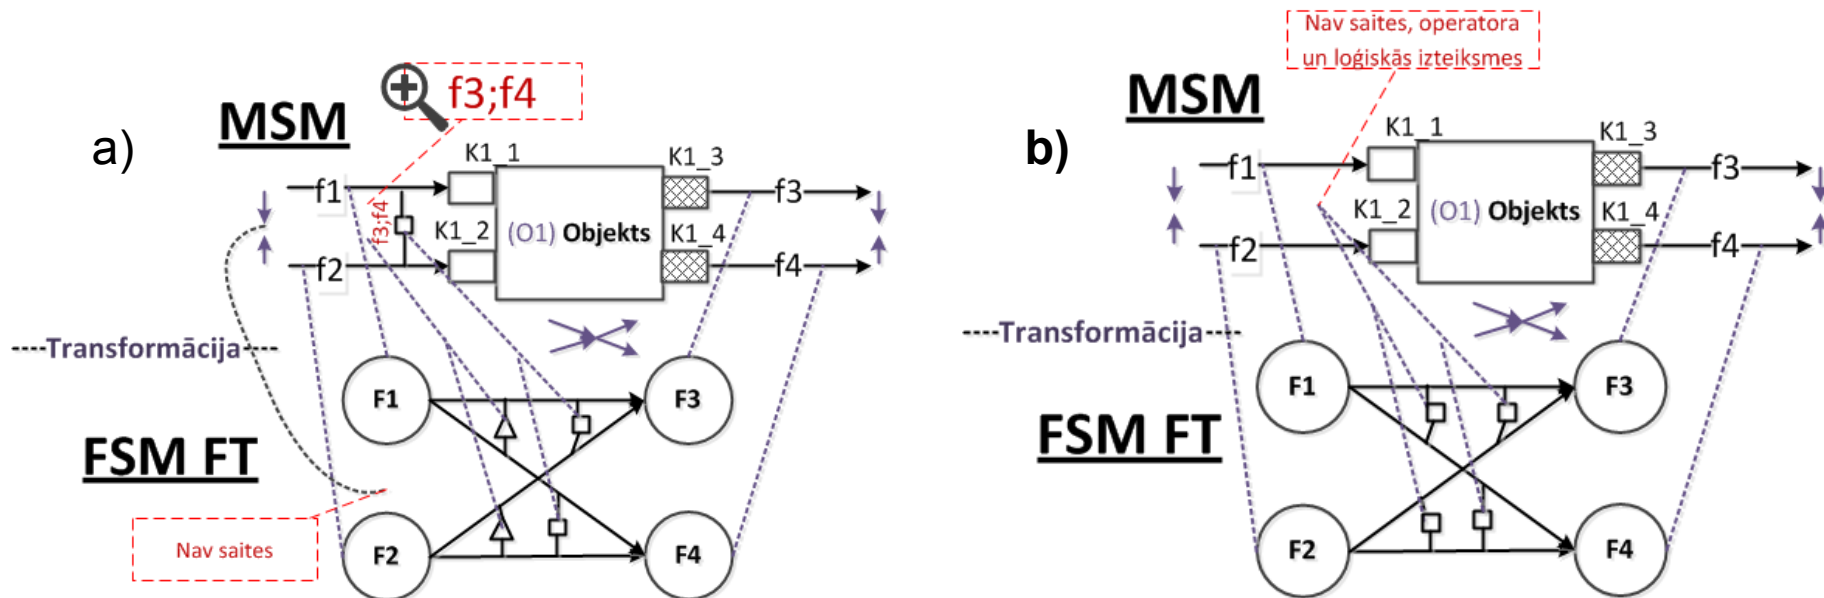 a)
MSM
f3;f4
K1_1
K1_3
f1
f3
f3;f4
K1_2
(O1) Objekts
K1_4
f2
f4
----Transformācija----
F1
F3
FSM FT
Nav saites
F2
F4
b)
Nav saites, operatora
un loģiskās izteiksmes
MSM
K1_1
K1_3
f1
f3
K1_2
(O1) Objekts
K1_4
f2
f4
----Transformācija----
F1
F3
FSM FT
F2
F4